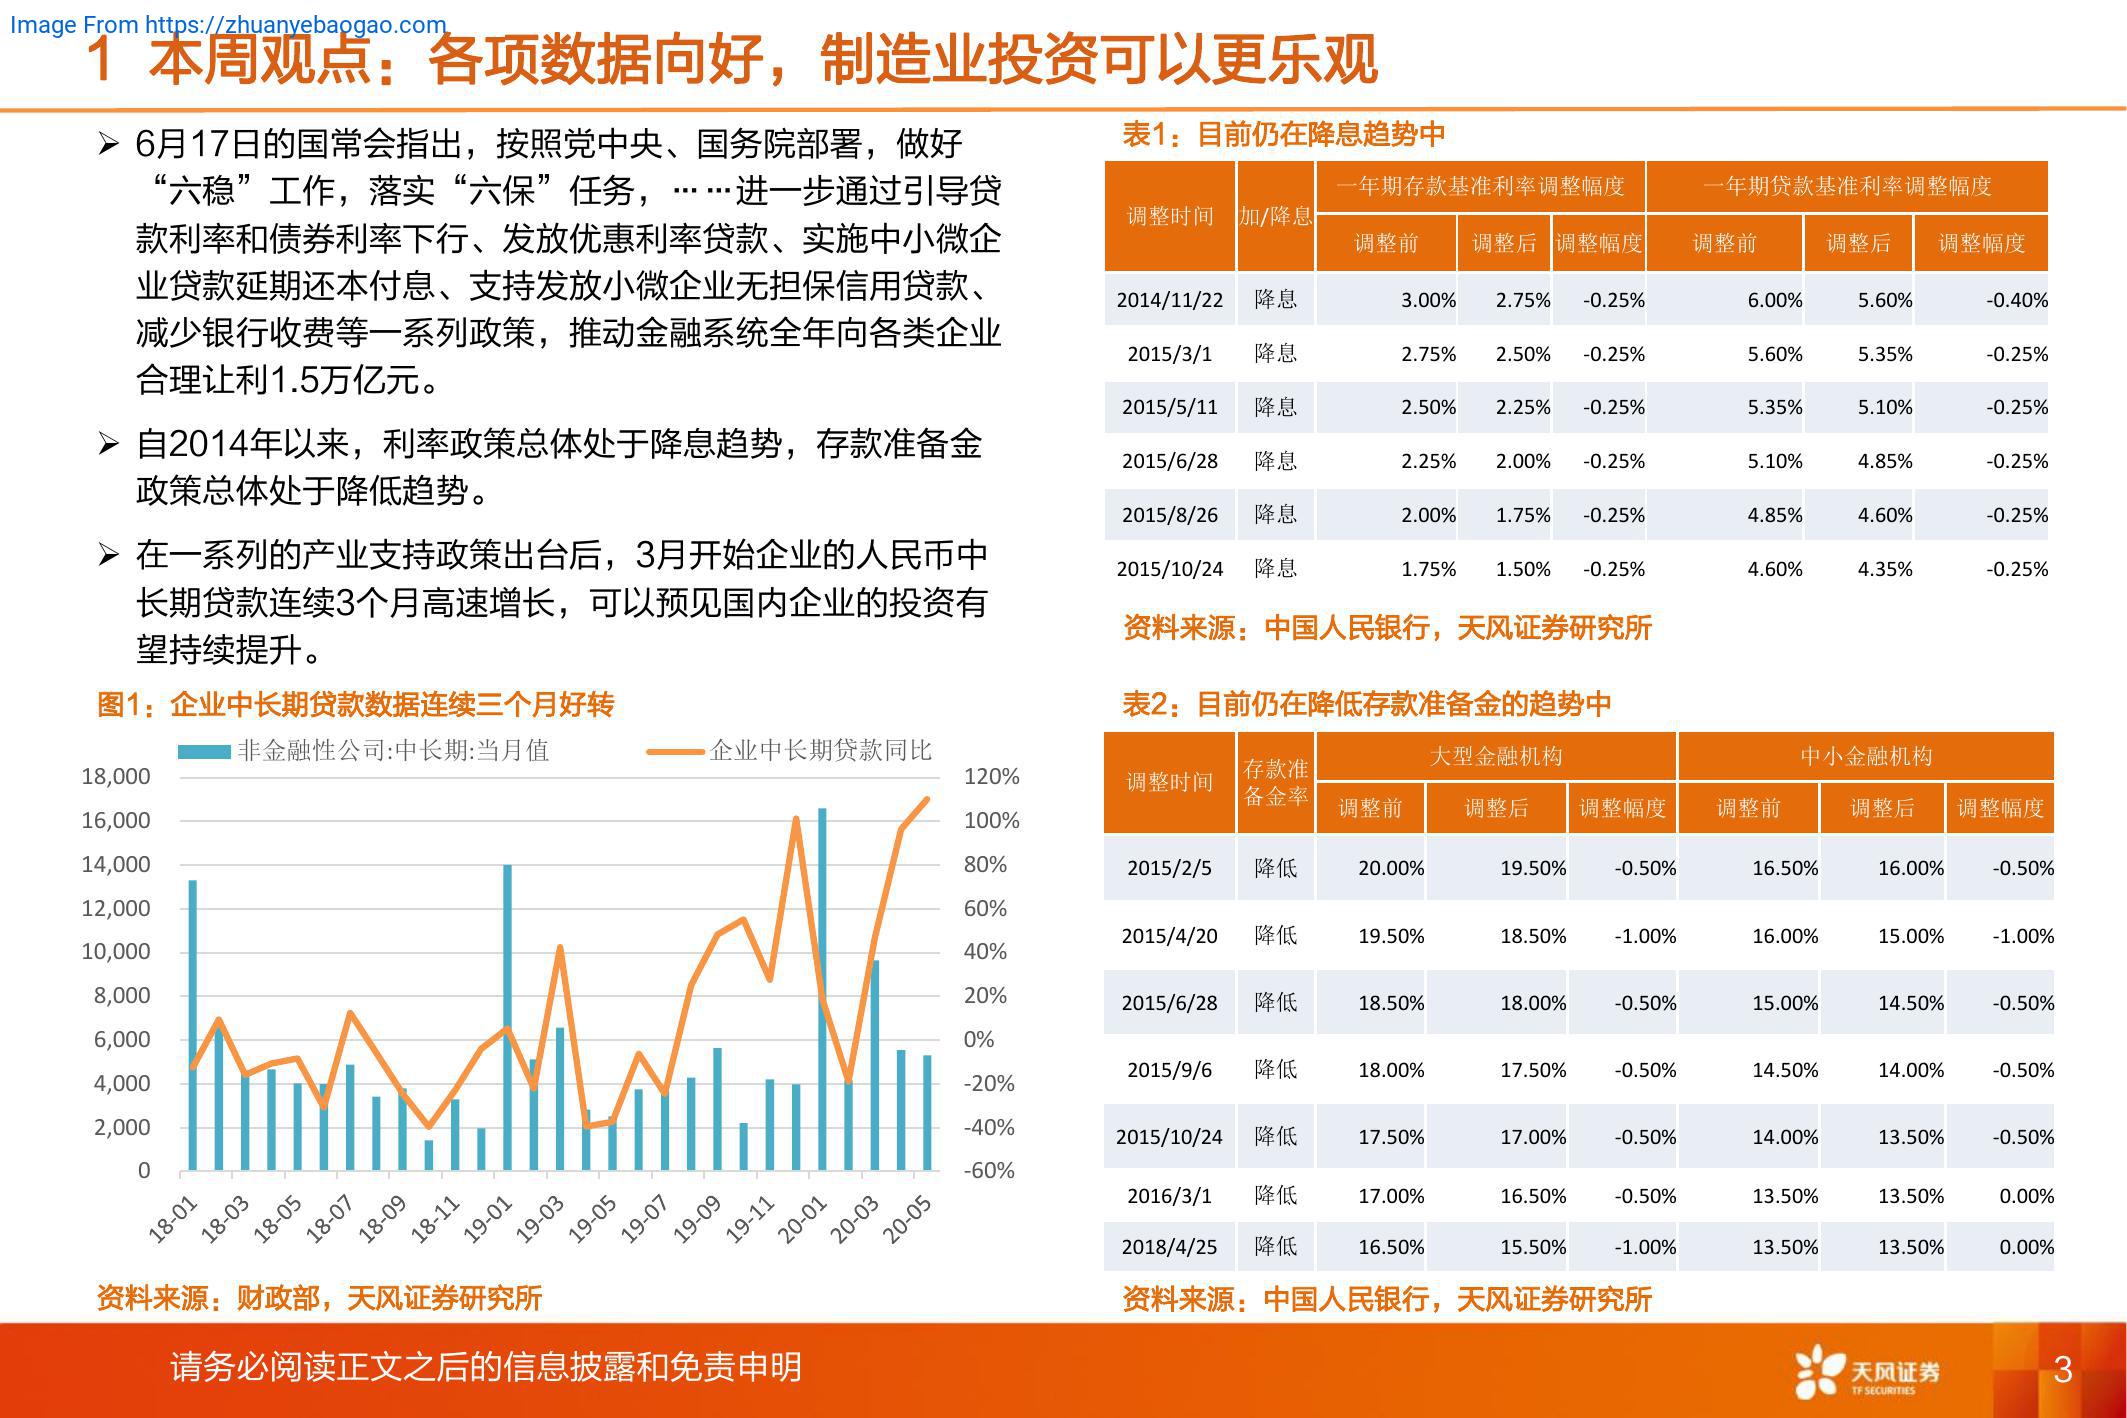 Image From https://zhuanyebaogao.com
1 本周观点：各项数据向好，制造业投资可以更乐观
➢ 6月17日的国常会指出，按照党中央、国务院部署，做好
“六稳”工作，落实“六保”任务，……进一步通过引导贷
款利率和债券利率下行、发放优惠利率贷款、实施中小微企
业贷款延期还本付息、支持发放小微企业无担保信用贷款、
减少银行收费等一系列政策，推动金融系统全年向各类企业
合理让利1.5万亿元。
➢ 自2014年以来，利率政策总体处于降息趋势，存款准备金
政策总体处于降低趋势。
➢ 在一系列的产业支持政策出台后，3月开始企业的人民币中
长期贷款连续3个月高速增长，可以预见国内企业的投资有
望持续提升。
图1：企业中长期贷款数据连续三个月好转
非金融性公司:中长期:当月值 企业中长期贷款同比
18,000 120%
16,000 100%
14,000 80%
12,000 60%
10,000 40%
8,000 20%
6,000 0%
4,000 -20%
2,000 -40%
0 -60%
18-01 18-03 18-05 18-07 18-09 18-11 19-01 19-03 19-05 19-07 19-09 19-11 20-01 20-03 20-05
资料来源：财政部，天风证券研究所
表1：目前仍在降息趋势中
调整时间 加/降息 一年期存款基准利率调整幅度 一年期贷款基准利率调整幅度
调整前 调整后 调整幅度 调整前 调整后 调整幅度
2014/11/22 降息 3.00% 2.75% -0.25% 6.00% 5.60% -0.40%
2015/3/1 降息 2.75% 2.50% -0.25% 5.60% 5.35% -0.25%
2015/5/11 降息 2.50% 2.25% -0.25% 5.35% 5.10% -0.25%
2015/6/28 降息 2.25% 2.00% -0.25% 5.10% 4.85% -0.25%
2015/8/26 降息 2.00% 1.75% -0.25% 4.85% 4.60% -0.25%
2015/10/24 降息 1.75% 1.50% -0.25% 4.60% 4.35% -0.25%
资料来源：中国人民银行，天风证券研究所
表2：目前仍在降低存款准备金的趋势中
调整时间 存款准备金率 大型金融机构 中小金融机构
调整前 调整后 调整幅度 调整前 调整后 调整幅度
2015/2/5 降低 20.00% 19.50% -0.50% 16.50% 16.00% -0.50%
2015/4/20 降低 19.50% 18.50% -1.00% 16.00% 15.00% -1.00%
2015/6/28 降低 18.50% 18.00% -0.50% 15.00% 14.50% -0.50%
2015/9/6 降低 18.00% 17.50% -0.50% 14.50% 14.00% -0.50%
2015/10/24 降低 17.50% 17.00% -0.50% 14.00% 13.50% -0.50%
2016/3/1 降低 17.00% 16.50% -0.50% 13.50% 13.50% 0.00%
2018/4/25 降低 16.50% 15.50% -1.00% 13.50% 13.50% 0.00%
资料来源：中国人民银行，天风证券研究所
请务必阅读正文之后的信息披露和免责申明
天风证券
TF SECURITIES
3